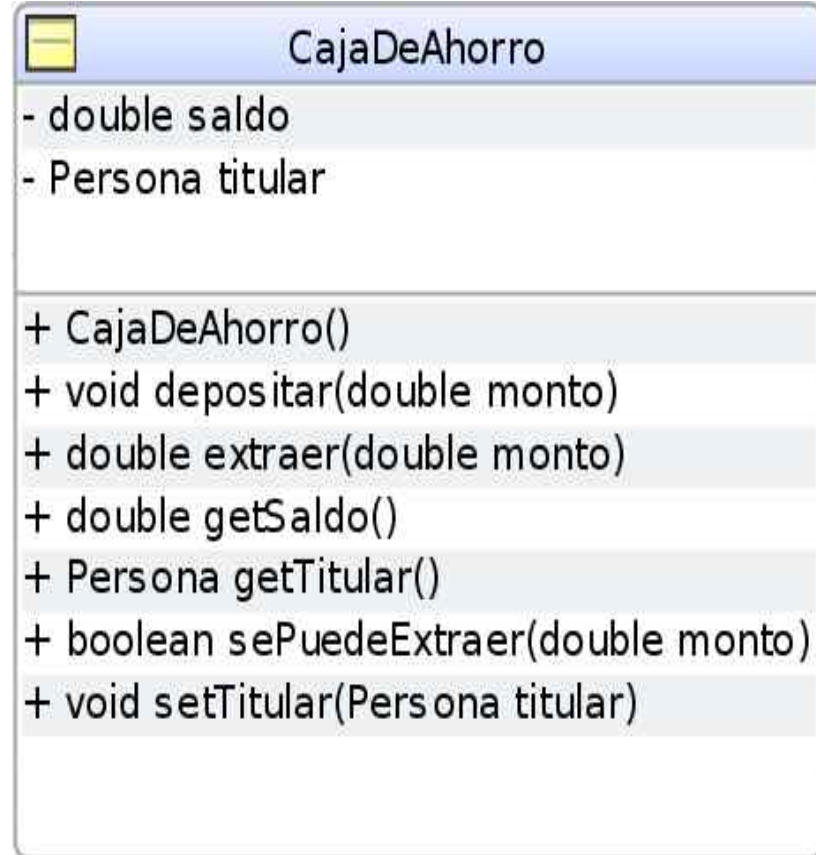 CajaDeAhorro
- double saldo
- Persona titular
+ CajaDeAhorro()
+ void depositar(double monto)
+ double extraer(double monto)
+ double getSaldo()
+ Persona getTitular()
+ boolean sePuedeExtraer(double monto)
+ void setTitular(Persona titular)